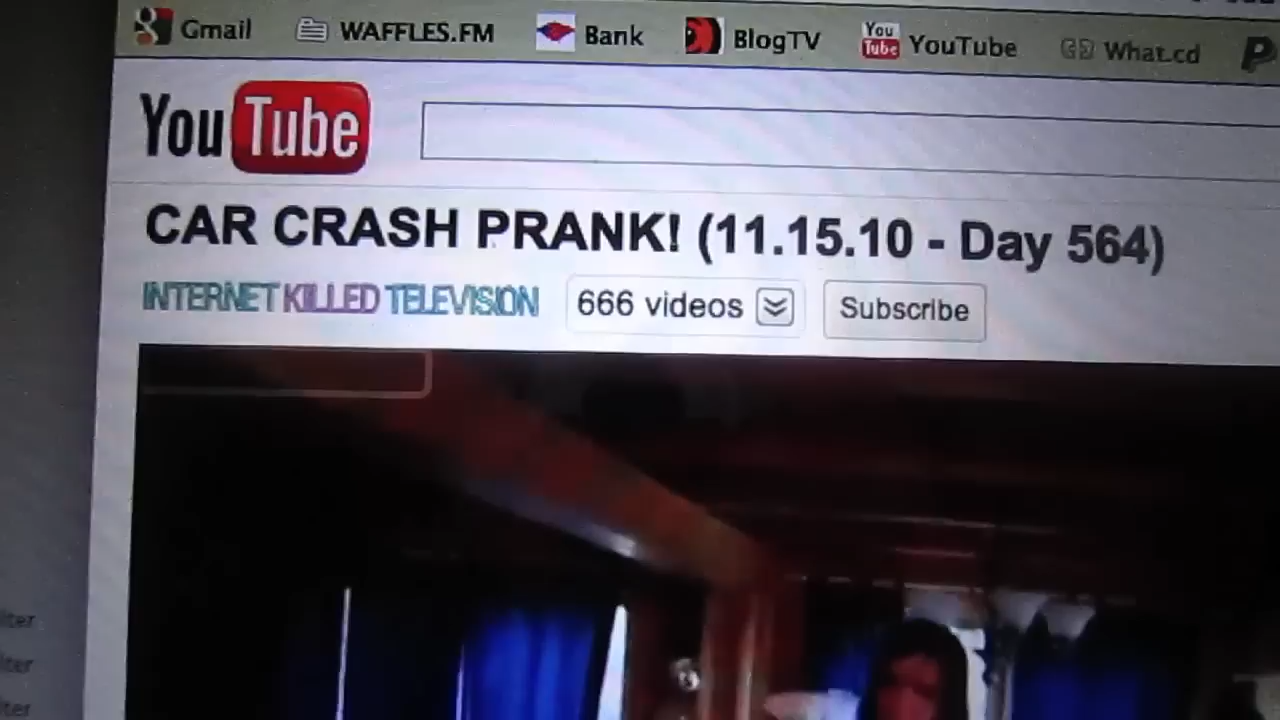 Gmail WAFFLES.FM Bank BlogTV You Tube YouTube What.cd
YouTube
CAR CRASH PRANK! (11.15.10 - Day 564)
INTERNET KILLED TELEVISION 666 videos Subscribe